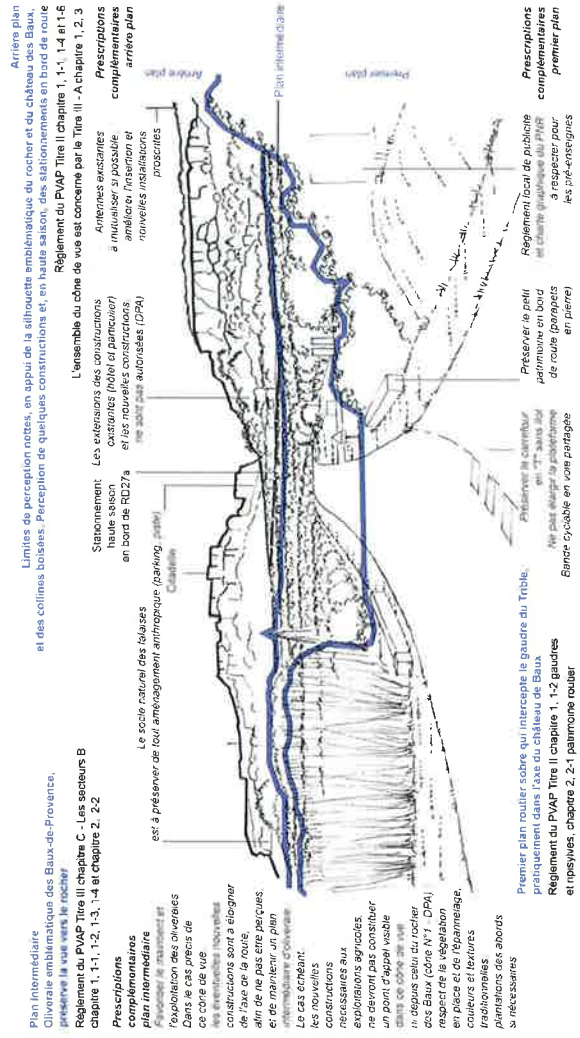 Plan Intermédiaire
Oliveraie emblématique des Baux-de-Provence,
préserve la vue vers le rocher
Règlement du PVAP Titre III chapitre C - Les secteurs B
chapitre 1, 1-1, 1-2, 1-3, 1-4 et chapitre 2, 2-2
Arrière plan
Limites de perception nettes, en appui de la silhouette emblématique du rocher et du château des Baux,
et des collines boisées. Perception de quelques constructions et, en haute saison, des stationnements en bord de route
Règlement du PVAP Titre II chapitre 1, 1-1, 1-4 et 1-6
L'ensemble du cône de vue est concerné par le Titre III - A chapitre 1, 2, 3
Prescriptions
complémentaires
plan intermédiaire
Favoriser le maintien et
l'exploitation des oliveraies
Dans le cas précis de
ce cône de vue
les éventuelles nouvelles
constructions sont à éloigner
de l'axe de la route,
afin de ne pas être perçues,
et de maintenir un plan
intermédiaire d'oliveraie
Le cas échéant,
les nouvelles
constructions
nécessaires aux
exploitations agricoles,
ne devront pas constituer
un point d'appel visible
dans ce cône de vue
ni depuis celui du rocher
des Baux (cône N°1 - DPA)
respect de la végétation
en place et de l'épannelage,
couleurs et textures
traditionnelles
plantations des abords
si nécessaires
Le socle naturel des falaises
est à préserver de tout aménagement anthropique (parking, piste)
Citadelle
Stationnement
haute saison
en bord de RD27a
Les extensions des constructions
existantes (hôtel et particulier)
et les nouvelles constructions,
ne sont pas autorisées (DPA)
Antennes existantes
à mutualiser si possible
améliorer l'insertion et
nouvelles installations
proscrites
Prescriptions
complémentaires
arrière plan
Arrière plan
Plan intermédiaire
Premier plan
Premier plan routier sobre qui intercepte le gaudre du Trible,
pratiquement dans l'axe du château de Baux
Règlement du PVAP Titre II chapitre 1, 1-2 gaudres
et ripisylves, chapitre 2, 2-1 patrimoine routier
Préserver le carrefour
en "T" sans ilot
Ne pas élargir la plateforme
Bande cyclable en voie partagée
Préserver le petit
patrimoine en bord
de route (parapets
en pierre)
Règlement local de publicité
et charte graphique du PNR
à respecter pour
les pré-enseignes
Prescriptions
complémentaires
premier plan